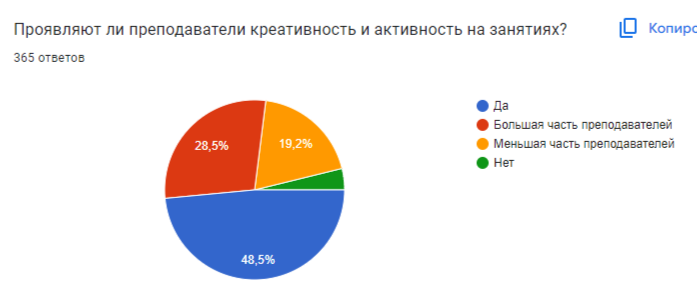 Проявляют ли преподаватели креативность и активность на занятиях?
Копирс
365 ответов
Да
Большая часть преподавателей
Меньшая часть преподавателей
Нет
28,5%
19,2%
48,5%